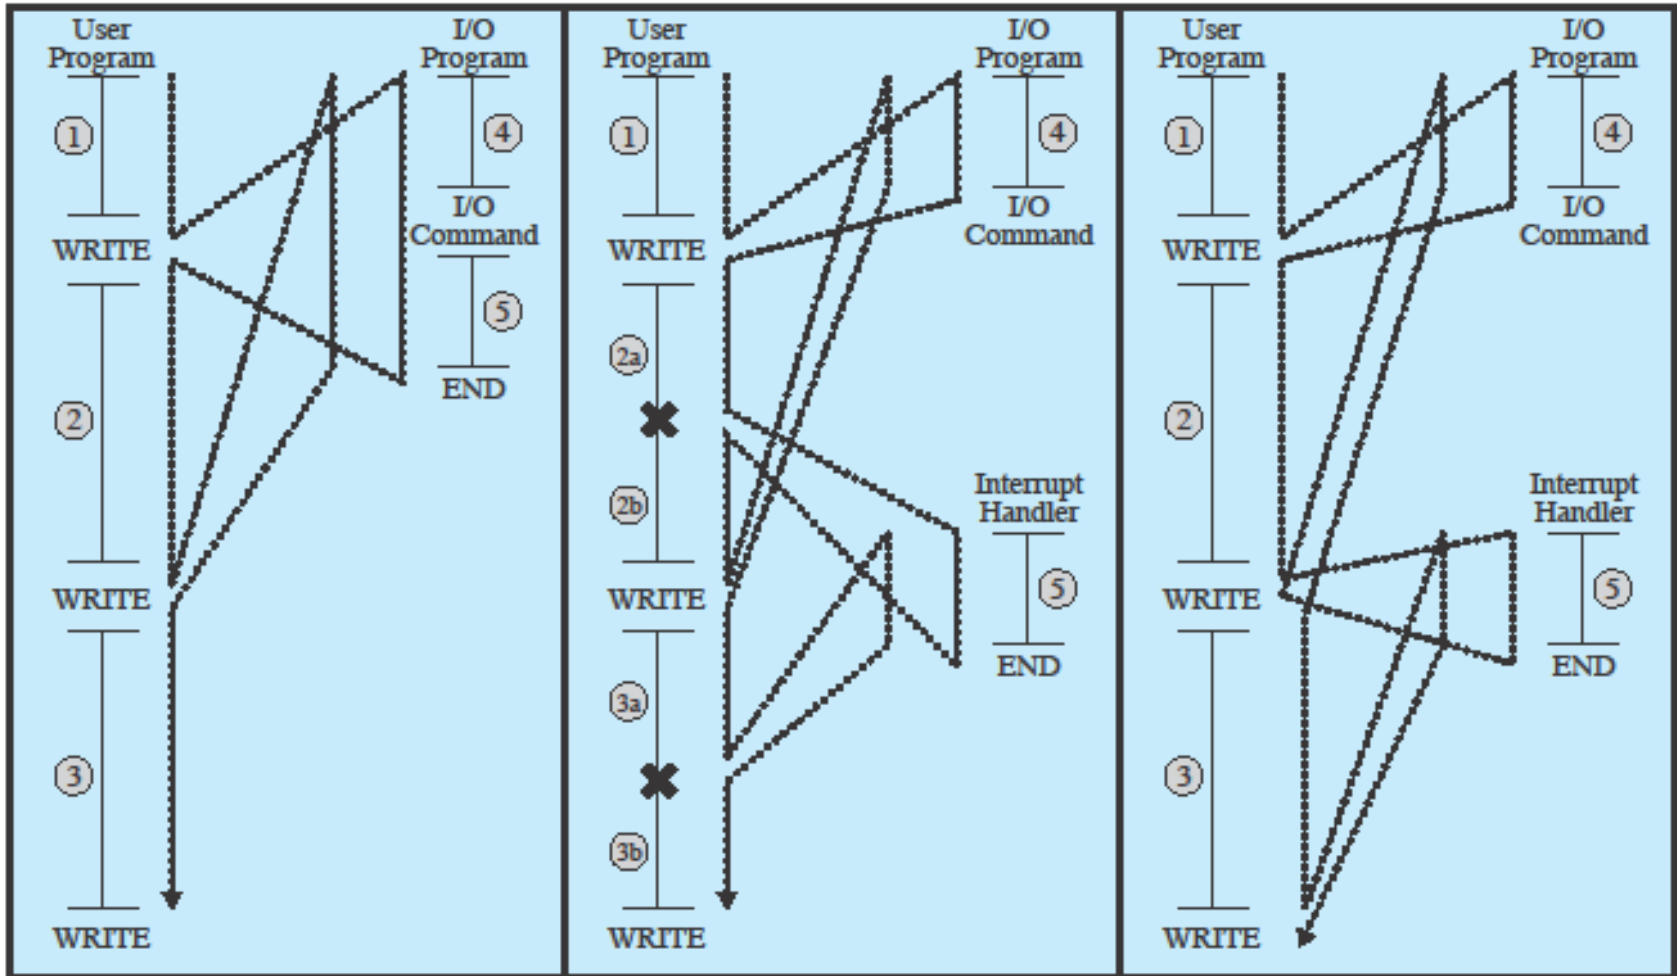 User
Program
I/O
Program
1
4
I/O
Command
WRITE
5
END
2
WRITE
3
WRITE
User
Program
I/O
Program
1
4
I/O
Command
WRITE
2a
2b
Interrupt
Handler
WRITE
5
END
3a
3b
WRITE
User
Program
I/O
Program
1
4
I/O
Command
WRITE
2
Interrupt
Handler
WRITE
5
END
3
WRITE